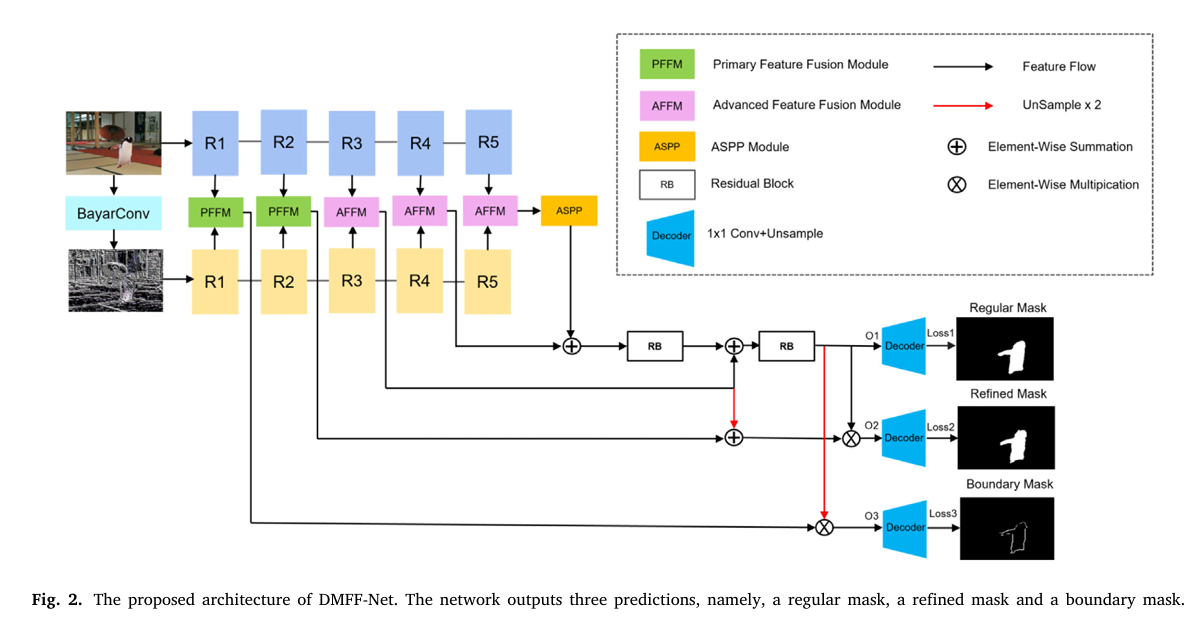 PFFM Primary Feature Fusion Module Feature Flow
AFFM Advanced Feature Fusion Module UnSample x 2
ASPP ASPP Module Element-Wise Summation
RB Residual Block Element-Wise Multipication
Decoder 1x1 Conv+Unsample
R1 R2 R3 R4 R5
BayarConv PFFM PFFM AFFM AFFM AFFM ASPP
R1 R2 R3 R4 R5
Regular Mask
RB RB O1 Decoder Loss1
Refined Mask
O2 Decoder Loss2
Boundary Mask
O3 Decoder Loss3
Fig. 2. The proposed architecture of DMFF-Net. The network outputs three predictions, namely, a regular mask, a refined mask and a boundary mask.